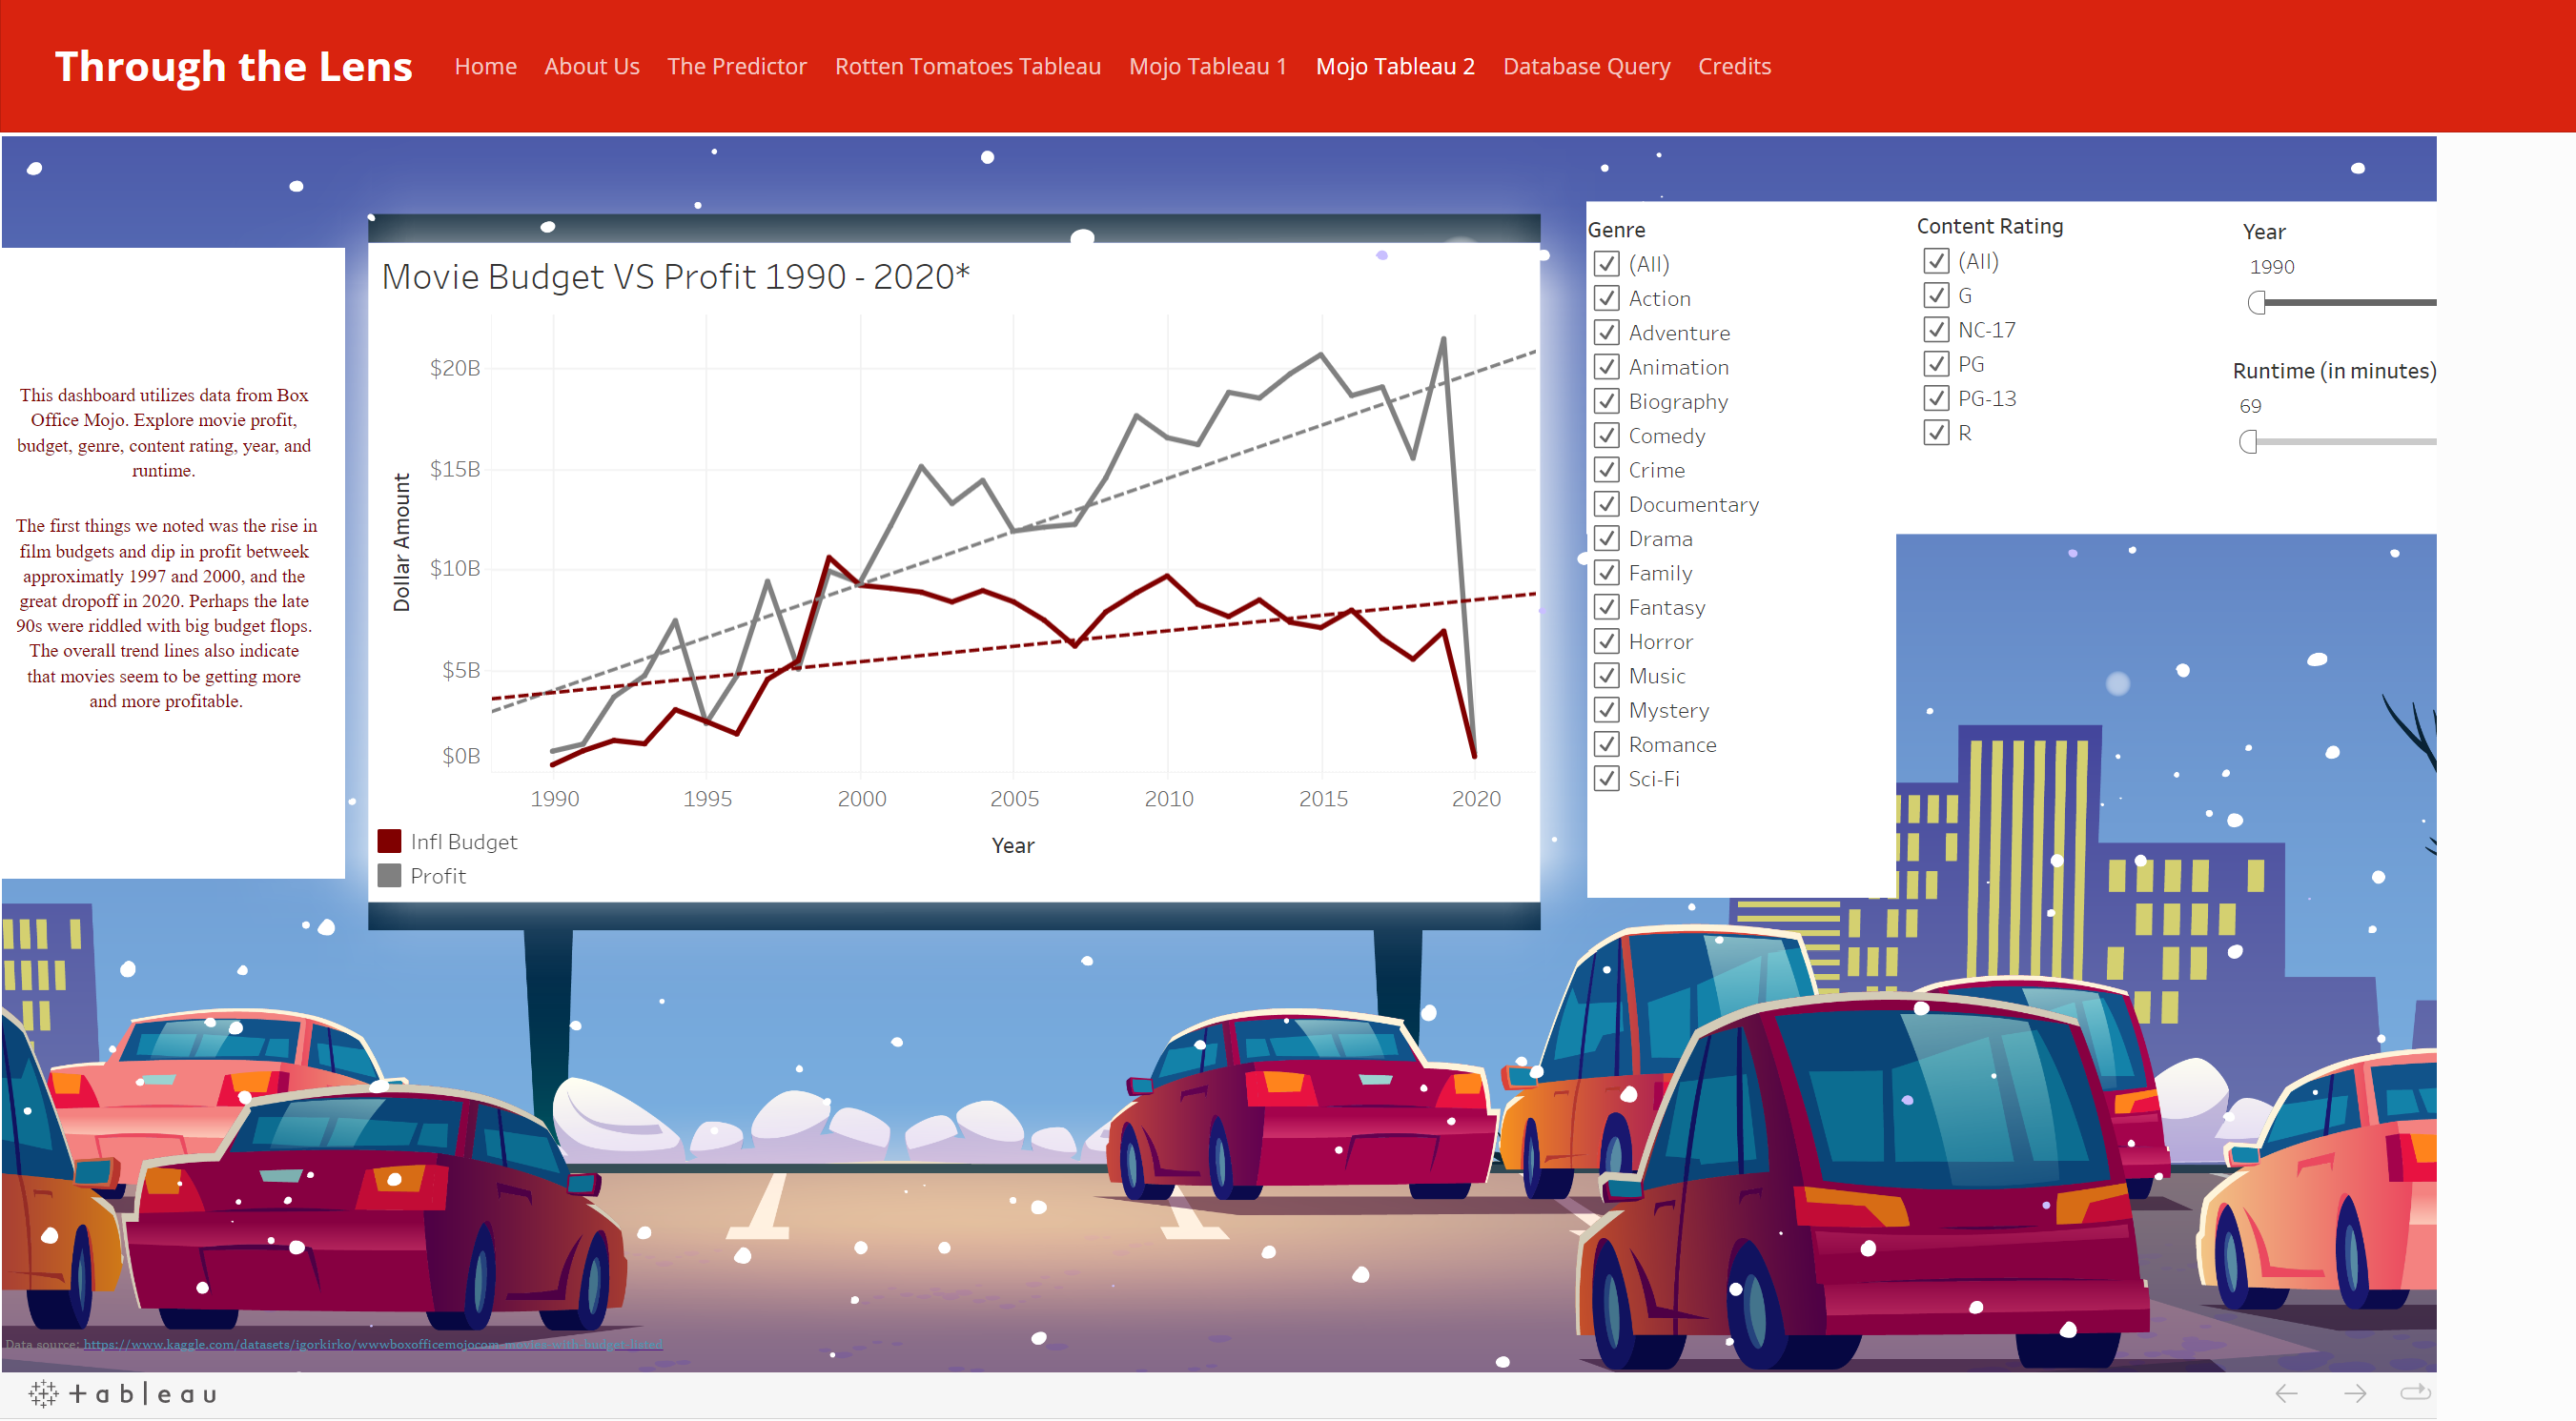 Through the Lens Home About Us The Predictor Rotten Tomatoes Tableau Mojo Tableau 1 Mojo Tableau 2 Database Query Credits
This dashboard utilizes data from Box
Office Mojo. Explore movie profit,
budget, genre, content rating, year, and
runtime.
The first things we noted was the rise in
film budgets and dip in profit betweek
approximatly 1997 and 2000, and the
great dropoff in 2020. Perhaps the late
90s were riddled with big budget flops.
The overall trend lines also indicate
that movies seem to be getting more
and more profitable.
Movie Budget VS Profit 1990 - 2020*
Dollar Amount
$20B
$15B
$10B
$5B
$0B
1990 1995 2000 2005 2010 2015 2020
Year
Infl Budget
Profit
Genre
(All)
Action
Adventure
Animation
Biography
Comedy
Crime
Documentary
Drama
Family
Fantasy
Horror
Music
Mystery
Romance
Sci-Fi
Content Rating
(All)
G
NC-17
PG
PG-13
R
Year
1990
Runtime (in minutes)
69
Data source: https://www.kaggle.com/datasets/igorkirko/wwwboxofficemojocom-movies-with-budget-listed
+ableau